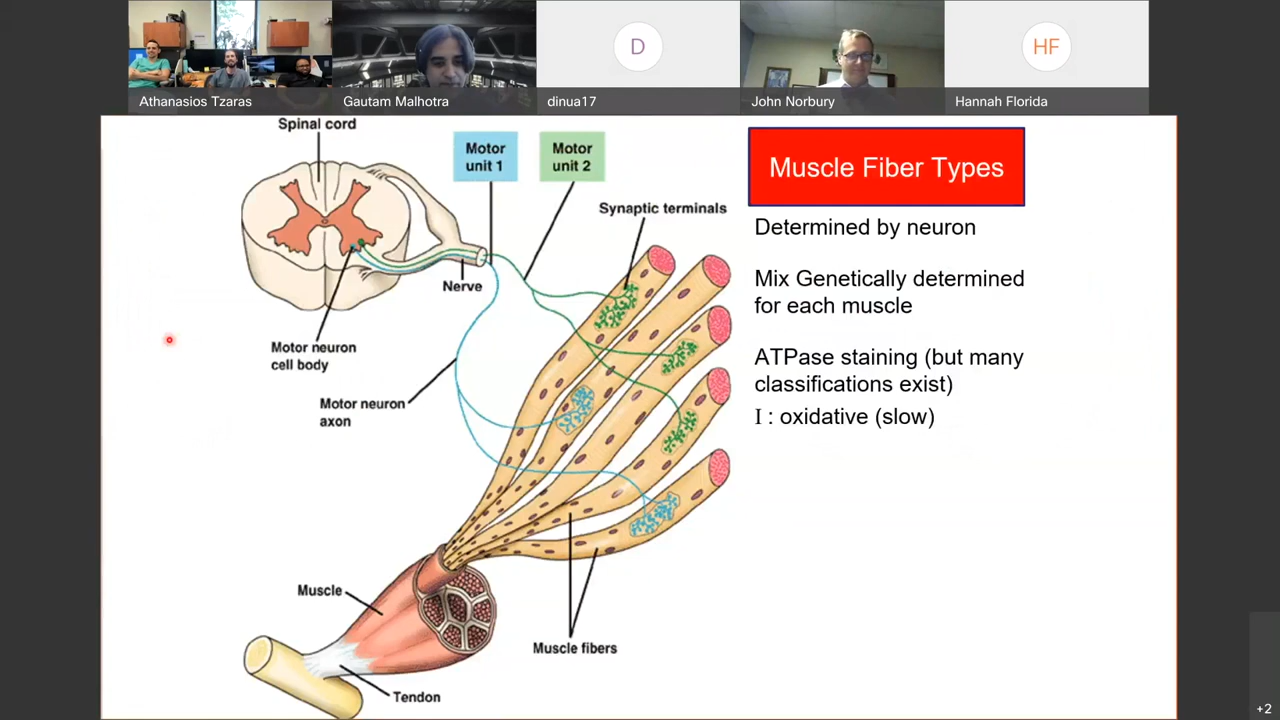 D
HF
Athanasios Tzaras
Gautam Malhotra
dinua17
John Norbury
Hannah Florida
Spinal cord
Motor
unit 1
Motor
unit 2
Muscle Fiber Types
Synaptic terminals
Determined by neuron
Nerve
Mix Genetically determined
for each muscle
Motor neuron
cell body
ATPase staining (but many
classifications exist)
Motor neuron
axon
I : oxidative (slow)
Muscle
Muscle fibers
Tendon
+2